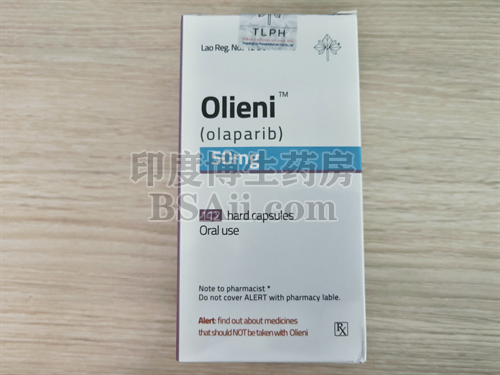 TLPH
Lao Reg. No.
Olieni™
(olaparib)
50mg
印度博士药房
BSAii.com
112 hard capsules
Oral use
Note to pharmacist *
Do not cover ALERT with pharmacy lable.
Alert: find out about medicines
that should NOT be taken with Olieni
Rx